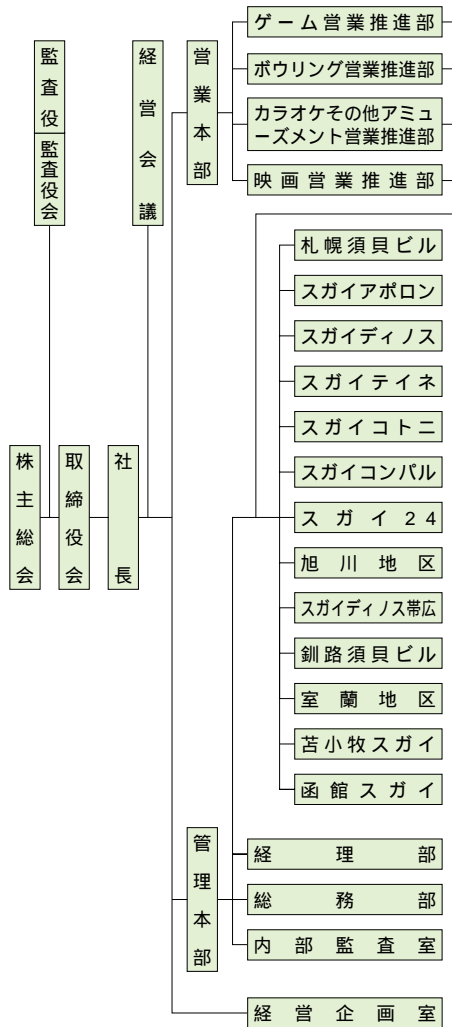 ゲーム営業推進部
ボウリング営業推進部
カラオケその他アミュ
ーズメント営業推進部
映画営業推進部
営業本部
経営会議
監査役
監査役会
札幌須貝ビル
スガイアポロン
スガイディノス
スガイテイネ
スガイコトニ
スガイコンパル
スガイ24
旭川地区
スガイディノス帯広
釧路須貝ビル
室蘭地区
苫小牧スガイ
函館スガイ
株主総会
取締役会
社長
管理本部
経理部
総務部
内部監査室
経営企画室